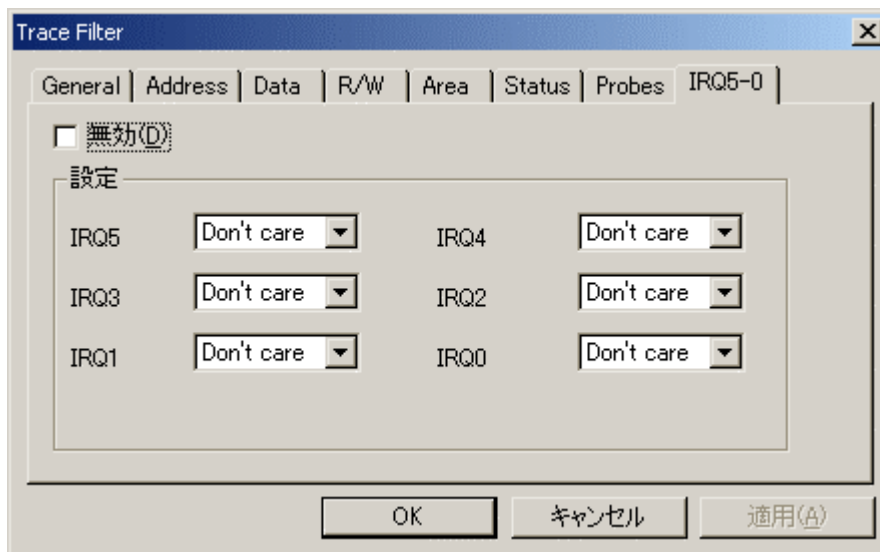 Trace Filter
General Address Data R/W Area Status Probes IRQ5-0
無効(D)
設定
IRQ5 Don't care IRQ4 Don't care
IRQ3 Don't care IRQ2 Don't care
IRQ1 Don't care IRQ0 Don't care
OK キャンセル 適用(A)